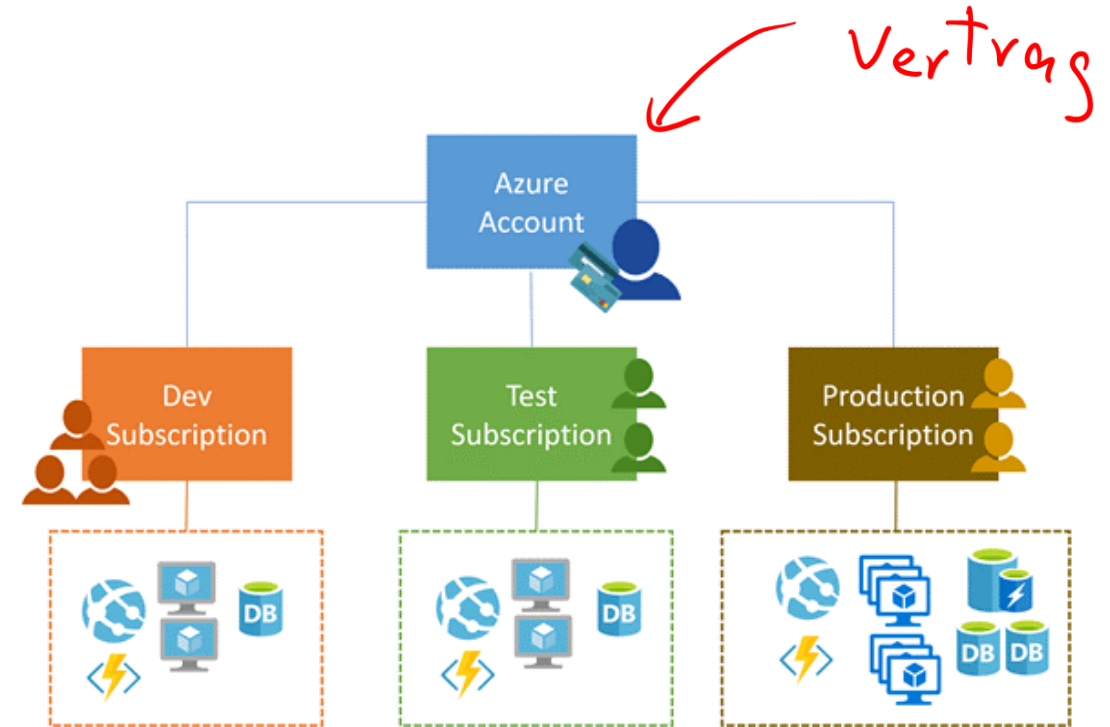 Vertrag
Azure
Account
Dev
Subscription
Test
Subscription
Production
Subscription
DB
DB
DB DB